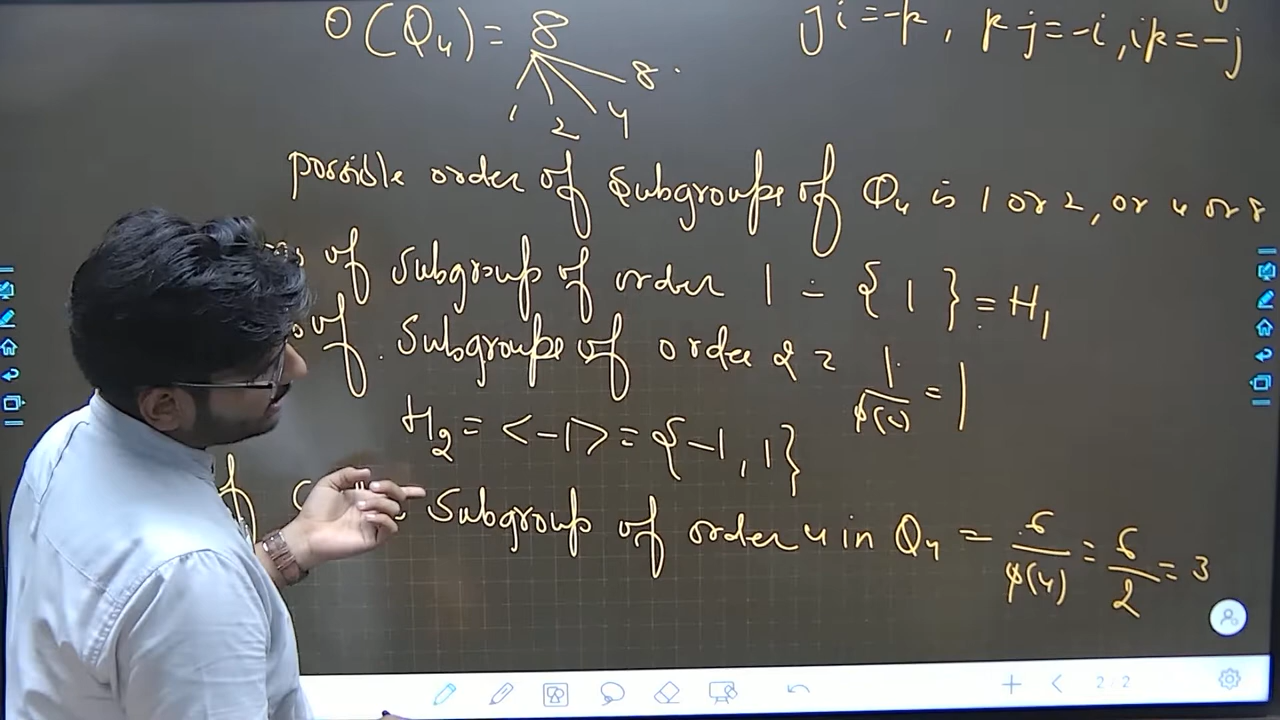 O(Q₄) = 8
ji = -k, kj = -i, ik = -j
1 2 4 8
possible order of subgroups of Q₄ is 1 or 2, or 4 or 8
of subgroup of order 1 = {1} = H₁
of subgroups of order 2 = 1/φ(2) = 1
H₂ = <-1> = {-1, 1}
of subgroup of order 4 in Q₄ = 6/φ(4) = 6/2 = 3
2/2